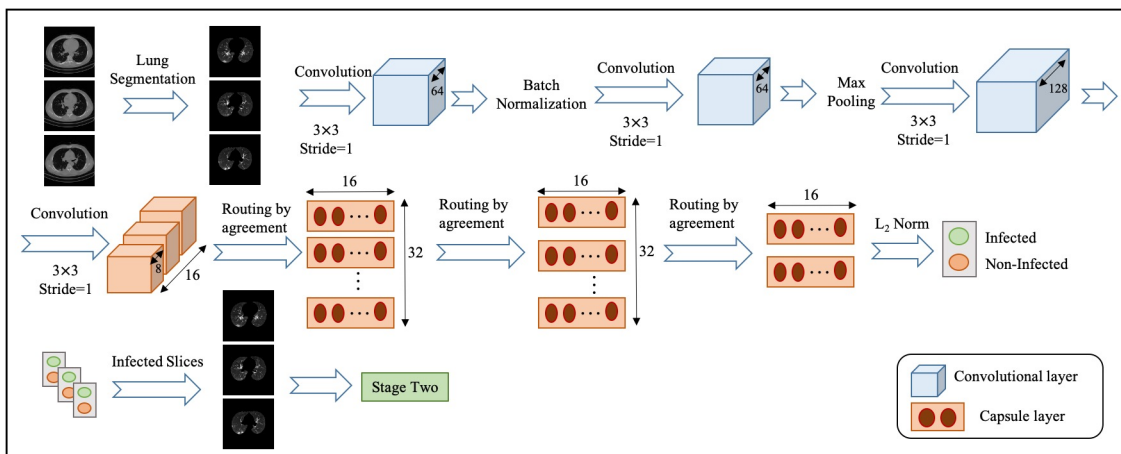 Lung
Segmentation
Convolution
3×3
Stride=1
64
Batch
Normalization
Convolution
3×3
Stride=1
64
Max
Pooling
Convolution
3×3
Stride=1
128
Convolution
3×3
Stride=1
8
16
Routing by
agreement
16
32
Routing by
agreement
16
32
Routing by
agreement
16
L₂ Norm
Infected
Non-Infected
Infected Slices
Stage Two
Convolutional layer
Capsule layer